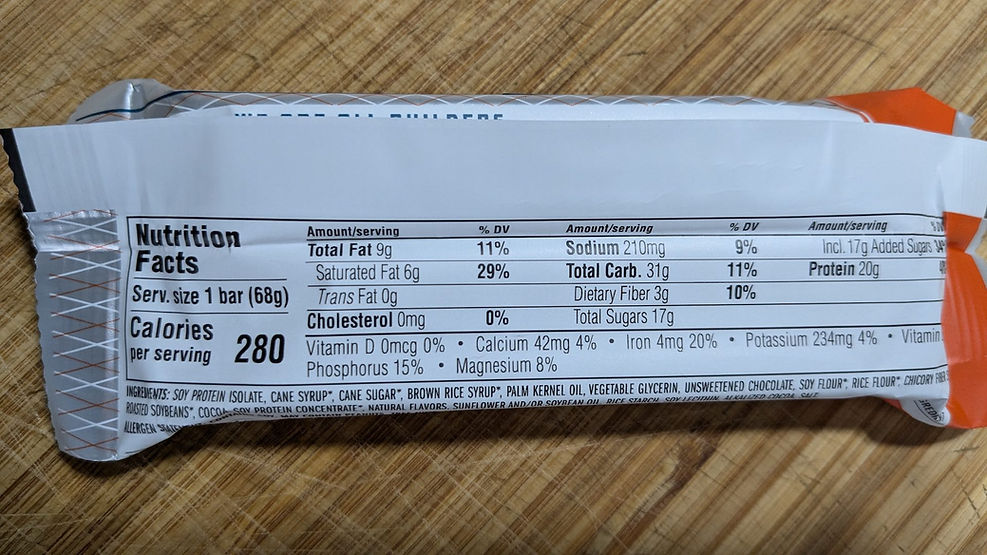 Nutrition Facts
Serv. size 1 bar (68g)
Calories per serving 280
Amount/serving % DV
Total Fat 9g 11%
Saturated Fat 6g 29%
Trans Fat 0g
Cholesterol 0mg 0%
Amount/serving % DV
Sodium 210mg 9%
Total Carb. 31g 11%
Dietary Fiber 3g 10%
Total Sugars 17g
Amount/serving
Incl. 17g Added Sugars
Protein 20g
Vitamin D 0mcg 0% • Calcium 42mg 4% • Iron 4mg 20% • Potassium 234mg 4% • Vitamin
Phosphorus 15% • Magnesium 8%
INGREDIENTS: SOY PROTEIN ISOLATE, CANE SYRUP*, CANE SUGAR*, BROWN RICE SYRUP*, PALM KERNEL OIL, VEGETABLE GLYCERIN, UNSWEETENED CHOCOLATE, SOY FLOUR*, RICE FLOUR*, CHICORY FIBER
ROASTED SOYBEANS*, COCOA, SOY PROTEIN CONCENTRATE*, NATURAL FLAVORS, SUNFLOWER AND/OR SOYBEAN OIL, RICE STARCH, SOY LECITHIN, ALKALIZED COCOA, SALT
ALLERGEN